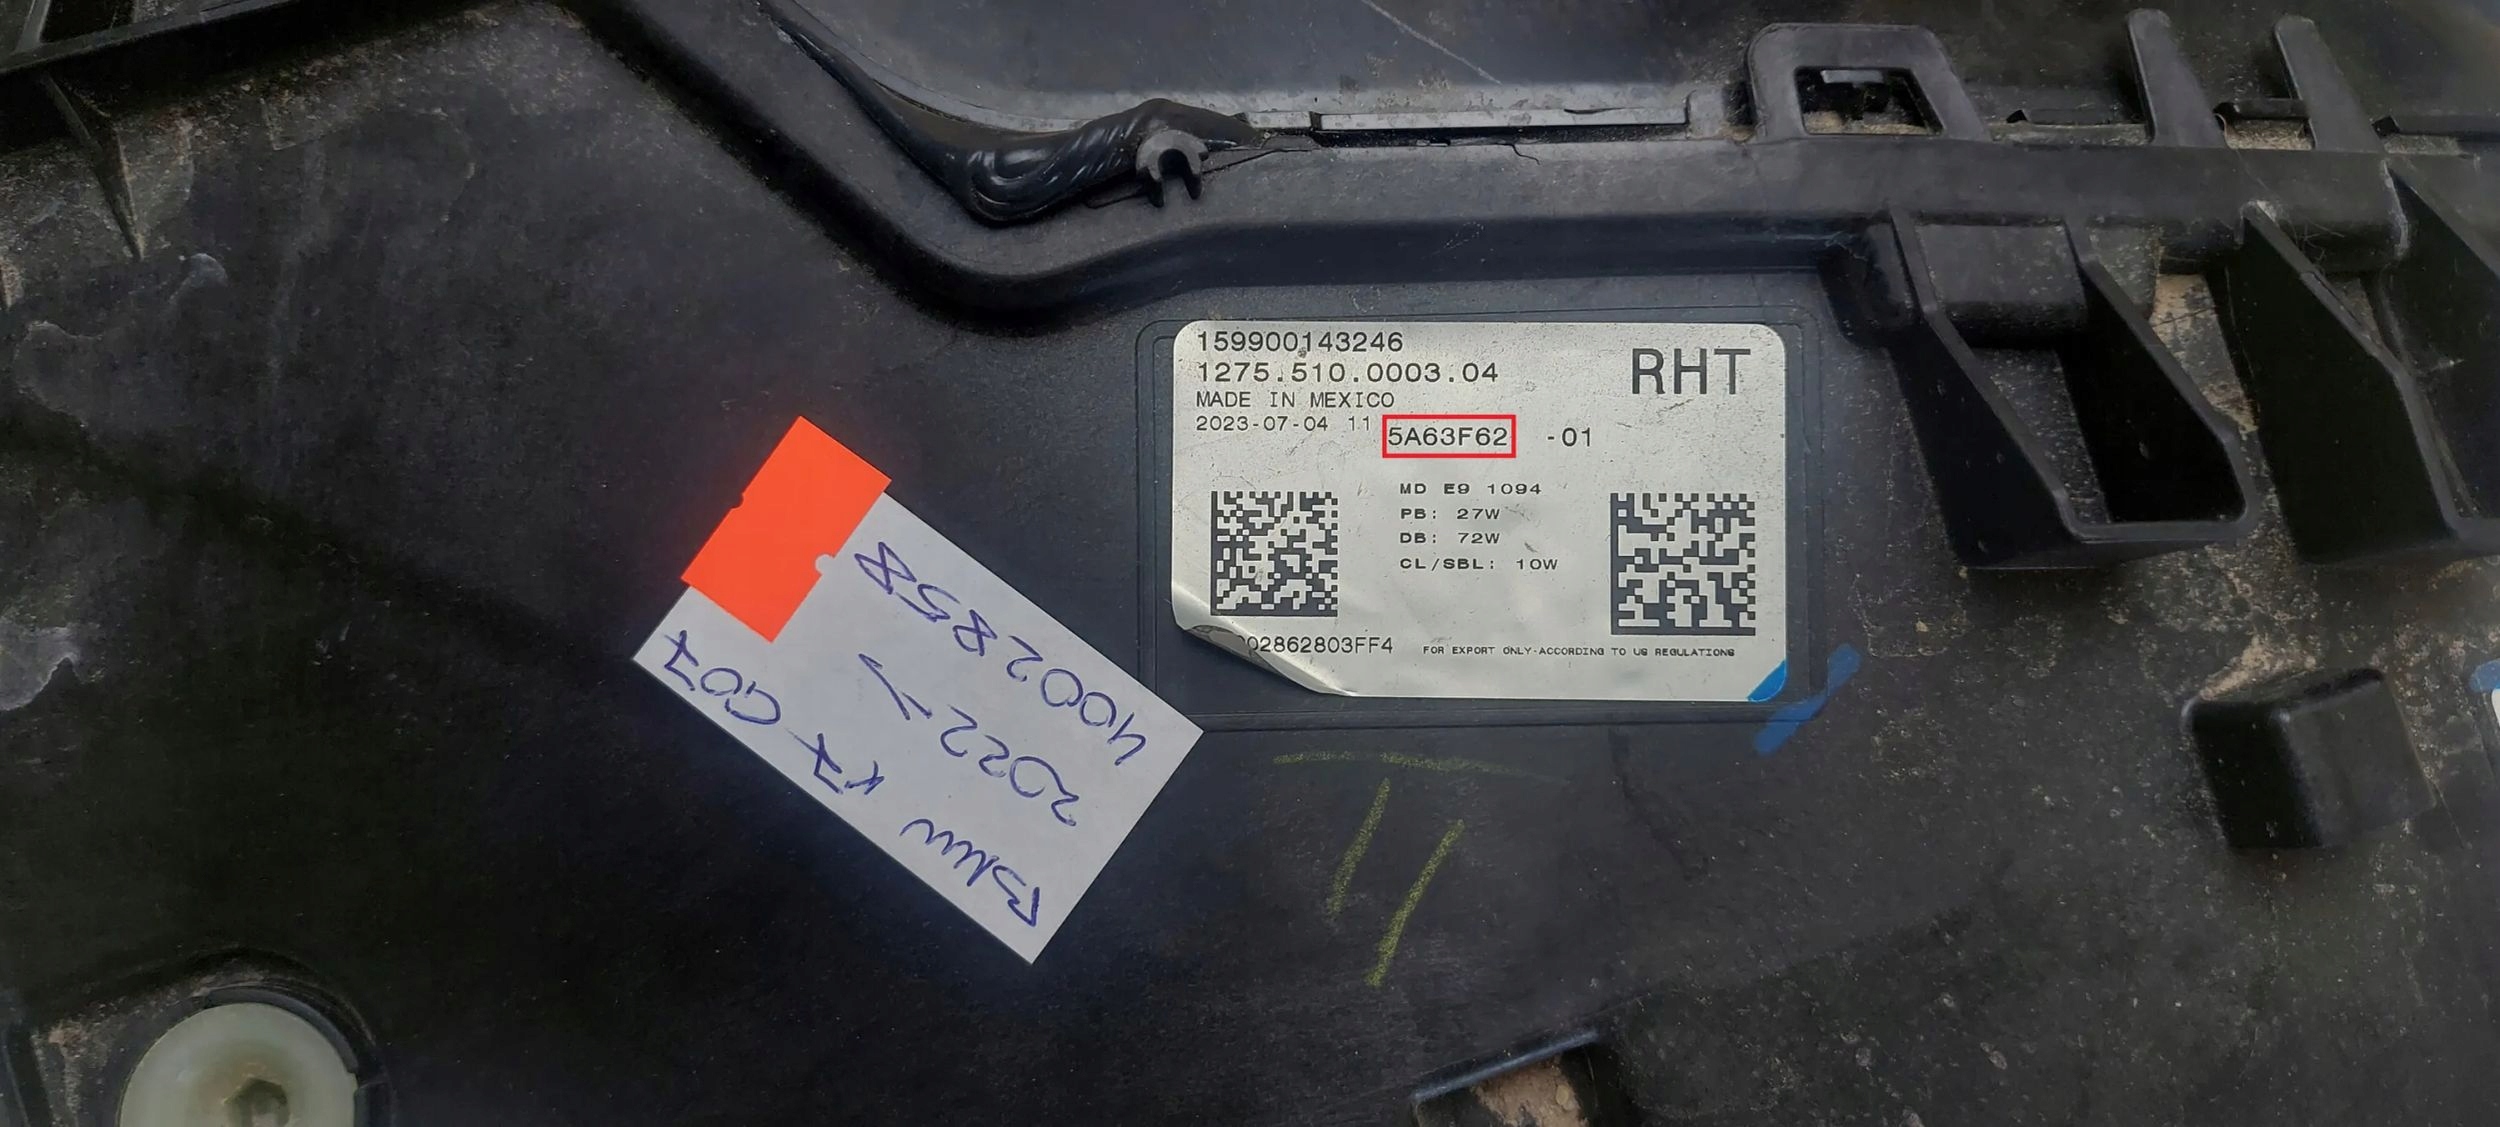 159900143246
RHT
1275.510.0003.04
MADE IN MEXICO
2023-07-04 11 5A63F62 -01
MD E9 1094
PB: 27W
DB: 72W
CL/SBL: 10W
02862803FF4
FOR EXPORT ONLY-ACCORDING TO US REGULATIONS
BMW X7 G07
2022
4002858